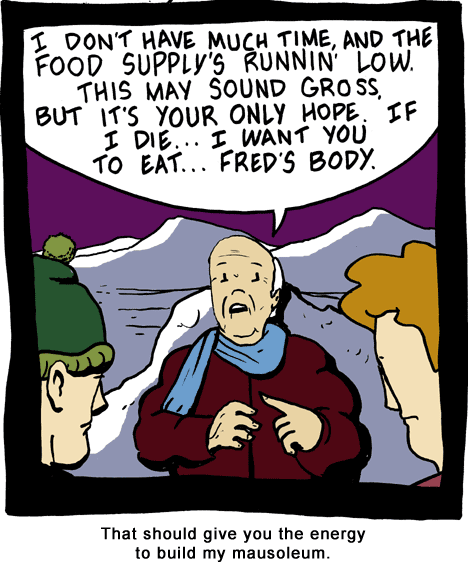 I DON'T HAVE MUCH TIME, AND THE
FOOD SUPPLY'S RUNNIN' LOW.
THIS MAY SOUND GROSS,
BUT IT'S YOUR ONLY HOPE. IF
I DIE... I WANT YOU
TO EAT... FRED'S BODY.
That should give you the energy
to build my mausoleum.